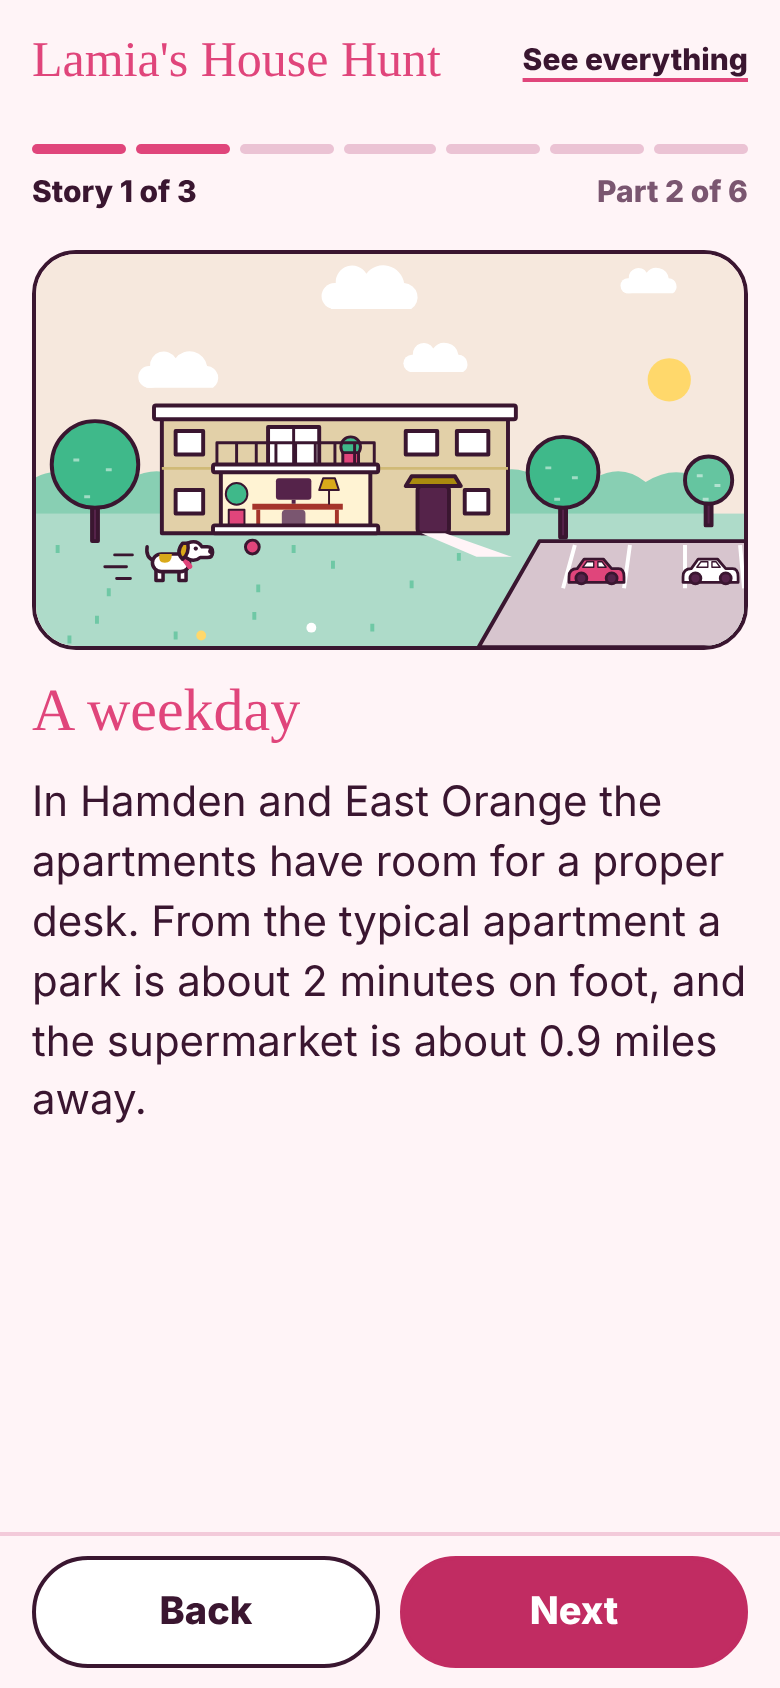 Lamia's House Hunt
See everything
Story 1 of 3
Part 2 of 6
A weekday
In Hamden and East Orange the
apartments have room for a proper
desk. From the typical apartment a
park is about 2 minutes on foot, and
the supermarket is about 0.9 miles
away.
Back
Next